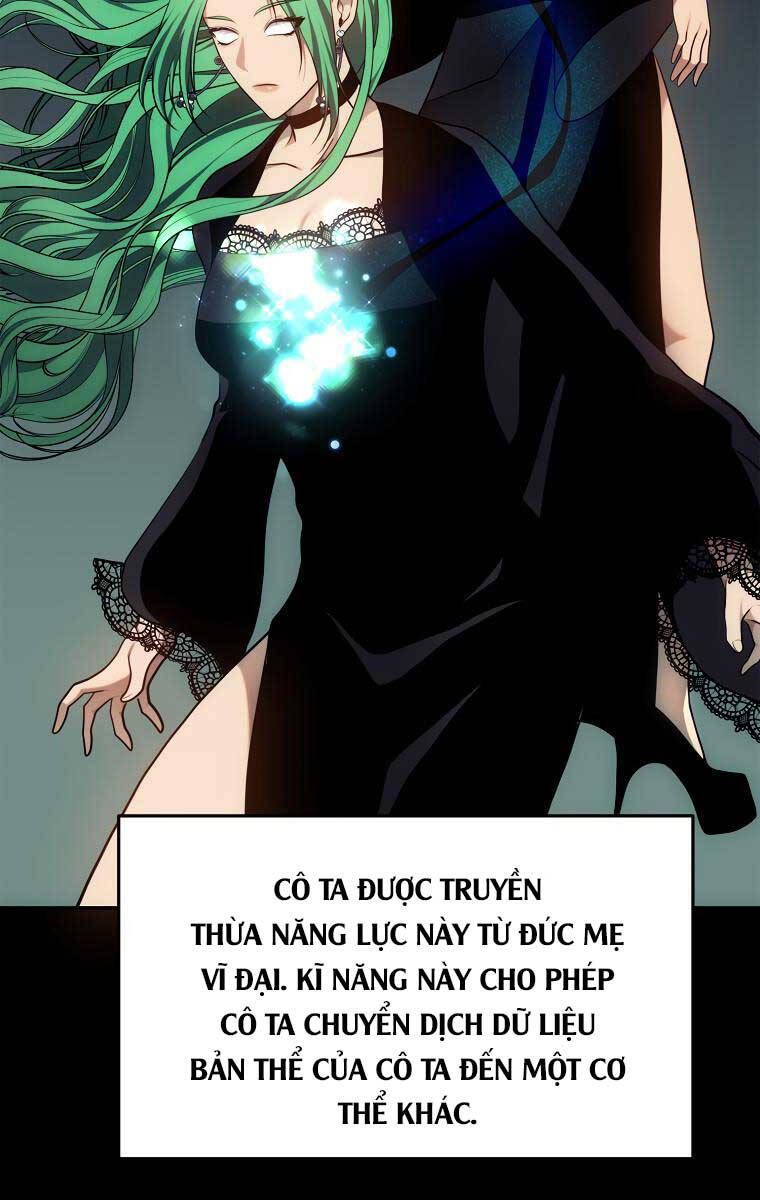 CÔ TA ĐƯỢC TRUYỀN
THỪA NĂNG LỰC NÀY TỪ ĐỨC MẸ
VĨ ĐẠI. KĨ NĂNG NÀY CHO PHÉP
CÔ TA CHUYỂN DỊCH DỮ LIỆU
BẢN THỂ CỦA CÔ TA ĐẾN MỘT CƠ
THỂ KHÁC.